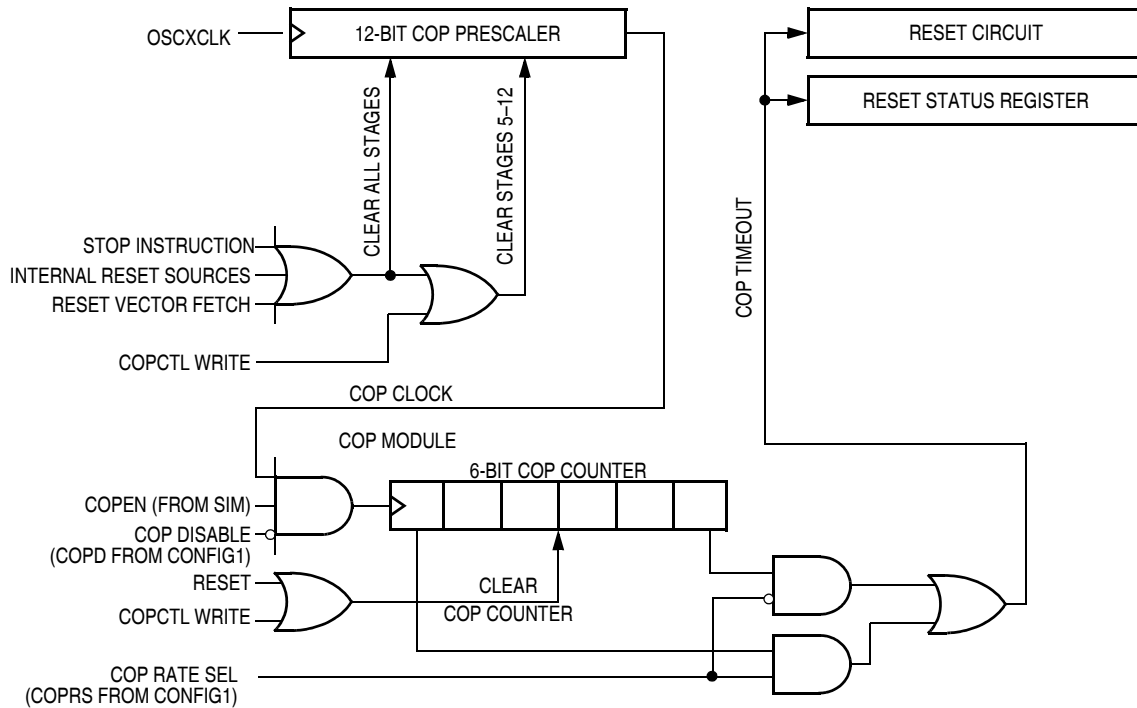 OSCXCLK
12-BIT COP PRESCALER
RESET CIRCUIT
RESET STATUS REGISTER
CLEAR ALL STAGES
CLEAR STAGES 5–12
STOP INSTRUCTION
INTERNAL RESET SOURCES
RESET VECTOR FETCH
COPCTL WRITE
COP TIMEOUT
COP CLOCK
COP MODULE
6-BIT COP COUNTER
COPEN (FROM SIM)
COP DISABLE
(COPD FROM CONFIG1)
RESET
COPCTL WRITE
CLEAR
COP COUNTER
COP RATE SEL
(COPRS FROM CONFIG1)